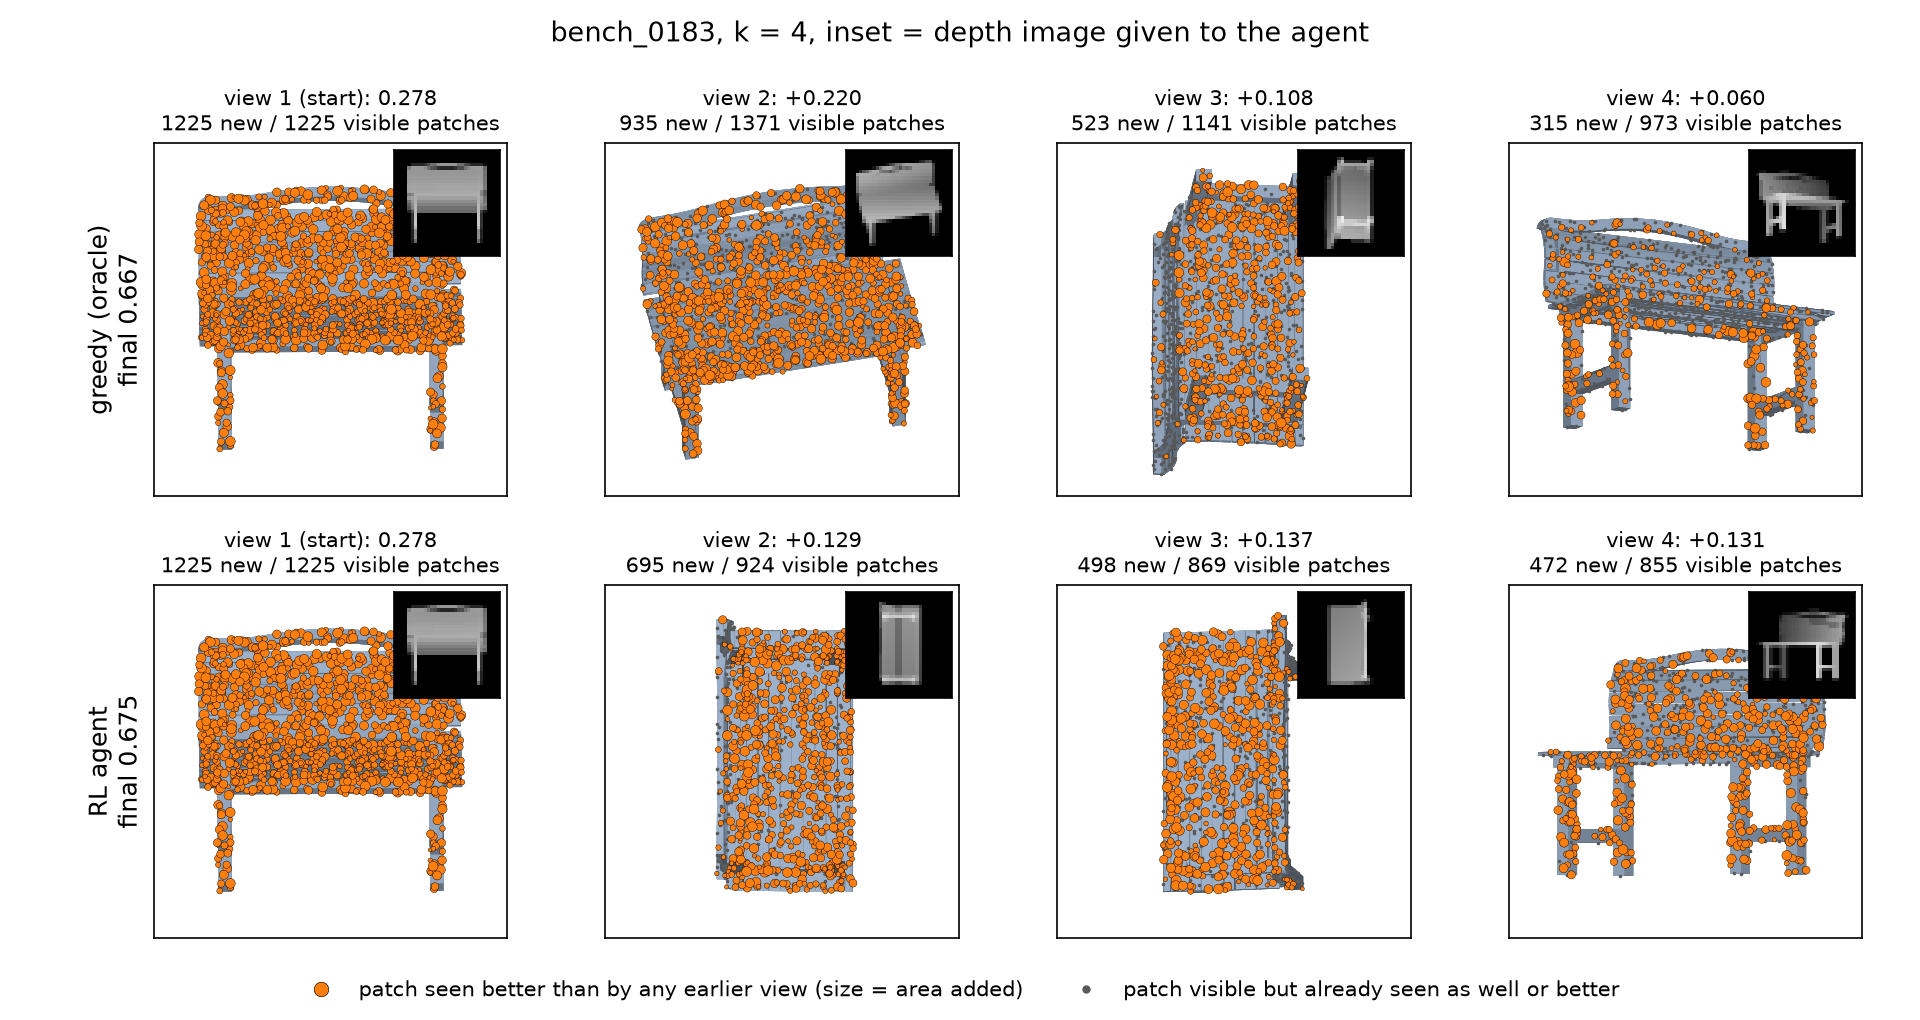 bench_0183, k = 4, inset = depth image given to the agent
greedy (oracle)
final 0.667
view 1 (start): 0.278
1225 new / 1225 visible patches
view 2: +0.220
935 new / 1371 visible patches
view 3: +0.108
523 new / 1141 visible patches
view 4: +0.060
315 new / 973 visible patches
RL agent
final 0.675
view 1 (start): 0.278
1225 new / 1225 visible patches
view 2: +0.129
695 new / 924 visible patches
view 3: +0.137
498 new / 869 visible patches
view 4: +0.131
472 new / 855 visible patches
patch seen better than by any earlier view (size = area added)
patch visible but already seen as well or better